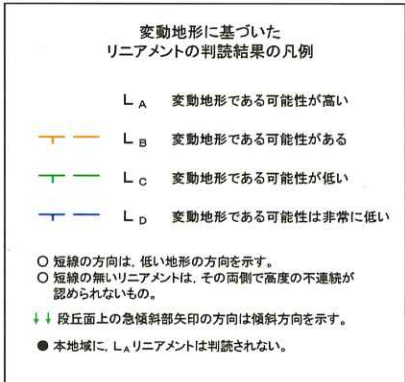 変動地形に基づいた
リニアメントの判読結果の凡例
LA 変動地形である可能性が高い
LB 変動地形である可能性がある
LC 変動地形である可能性が低い
LD 変動地形である可能性は非常に低い
○ 短線の方向は、低い地形の方向を示す。
○ 短線の無いリニアメントは、その両側で高度の不連続が
認められないもの。
↓↓ 段丘面上の急傾斜部矢印の方向は傾斜方向を示す。
● 本地域に、LAリニアメントは判読されない。